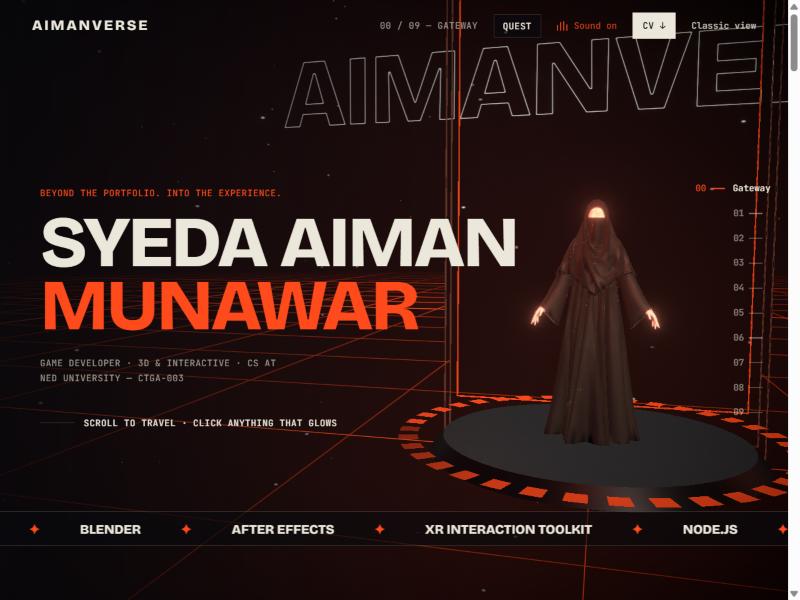 AIMANVERSE
00 / 09 — GATEWAY
QUEST
Sound on
CV ↓
Classic view
AIMANVE
BEYOND THE PORTFOLIO. INTO THE EXPERIENCE.
00 — Gateway
SYEDA AIMAN
MUNAWAR
01
02
03
04
05
06
07
08
09
GAME DEVELOPER · 3D & INTERACTIVE · CS AT
NED UNIVERSITY — CTGA-003
SCROLL TO TRAVEL · CLICK ANYTHING THAT GLOWS
✦ BLENDER ✦ AFTER EFFECTS ✦ XR INTERACTION TOOLKIT ✦ NODE.JS ✦